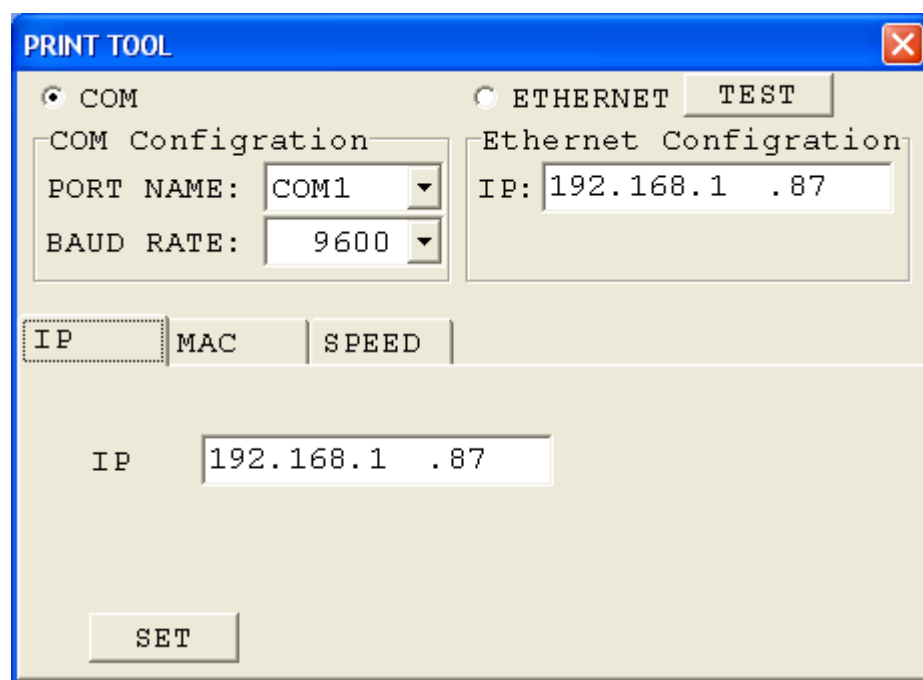 PRINT TOOL
COM
ETHERNET TEST
COM Configration
PORT NAME: COM1
BAUD RATE: 9600
Ethernet Configration
IP: 192.168.1 .87
IP MAC SPEED
IP 192.168.1 .87
SET